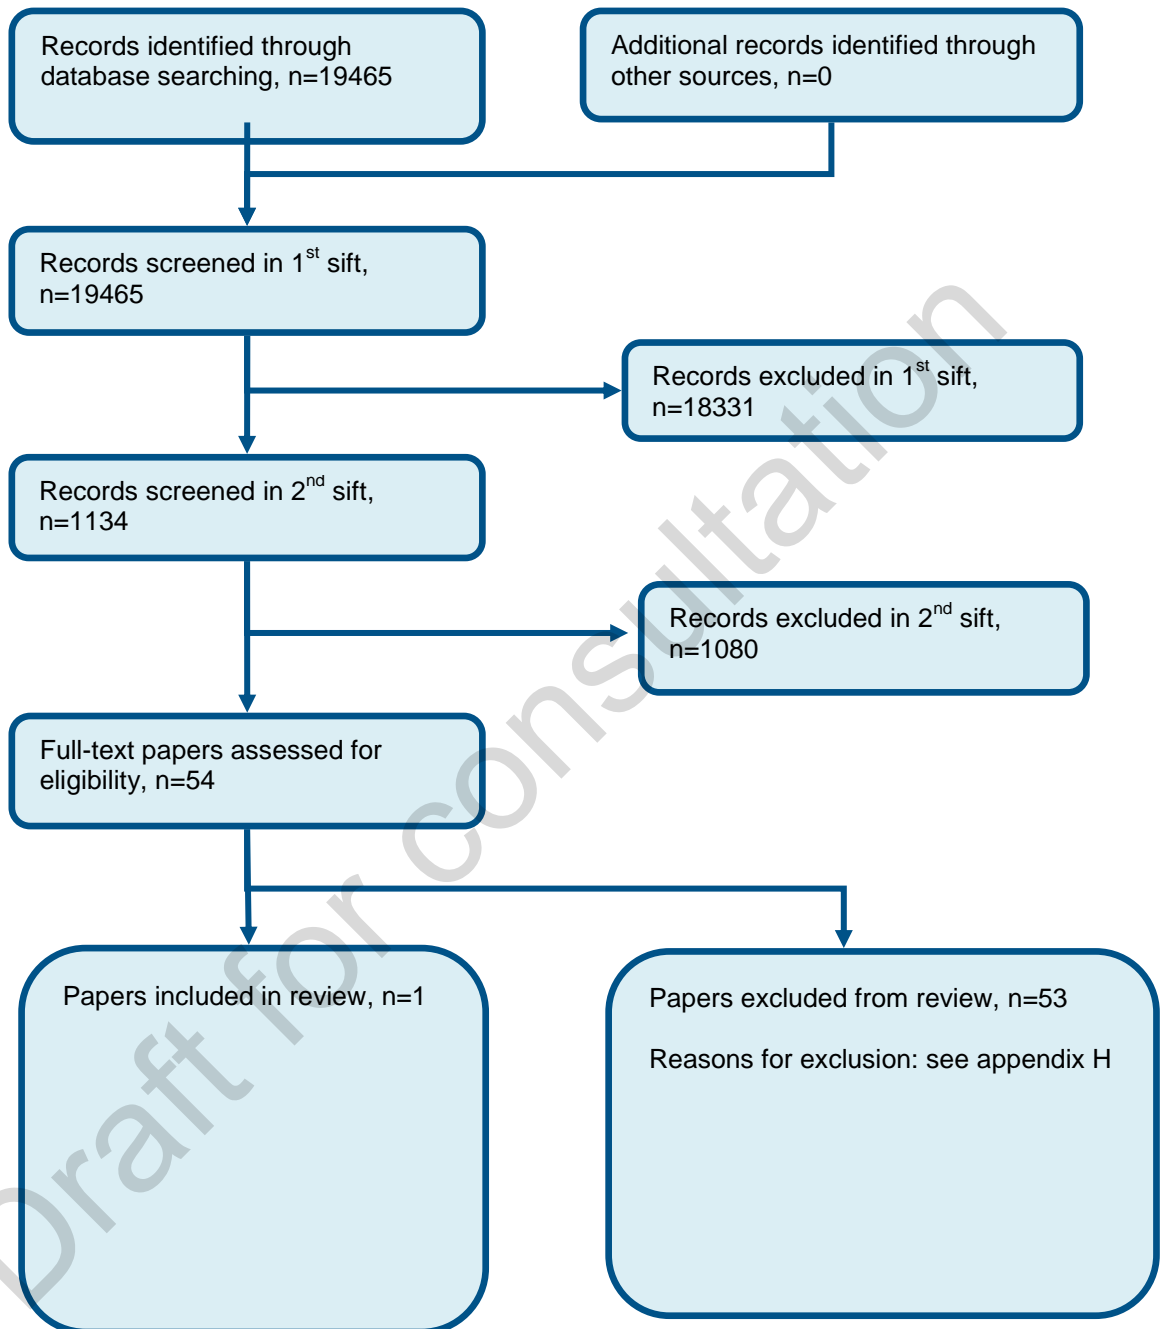 Records identified through
database searching, n=19465
Additional records identified through
other sources, n=0
Records screened in 1st sift,
n=19465
Records excluded in 1st sift,
n=18331
Records screened in 2nd sift,
n=1134
Records excluded in 2nd sift,
n=1080
Full-text papers assessed for
eligibility, n=54
Papers included in review, n=1
Papers excluded from review, n=53
Reasons for exclusion: see appendix H
Draft for consultation